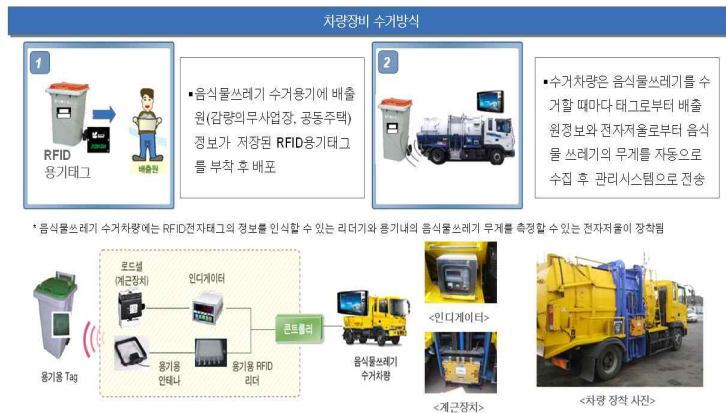 차량장비 수거방식
1
RFID
용기태그
배출원
▪음식물쓰레기 수거용기에 배출
원(감량의무사업장, 공동주택)
정보가 저장된 RFID용기태그
를 부착 후 배포
2
▪수거차량은 음식물쓰레기를 수
거할 때마다 태그로부터 배출
원정보와 전자저울로부터 음식
물 쓰레기의 무게를 자동으로
수집 후 관리시스템으로 전송
* 음식물쓰레기 수거차량에는 RFID전자태그의 정보를 인식할 수 있는 리더기와 용기내의 음식물쓰레기 무게를 측정할 수 있는 전자저울이 장착됨
로드셀
(계근장치)
인디게이터
콘트롤러
용기용 Tag
용기용
안테나
용기용 RFID
리더
음식물쓰레기
수거차량
<인디게이터>
<계근장치>
<차량 장착 사진>